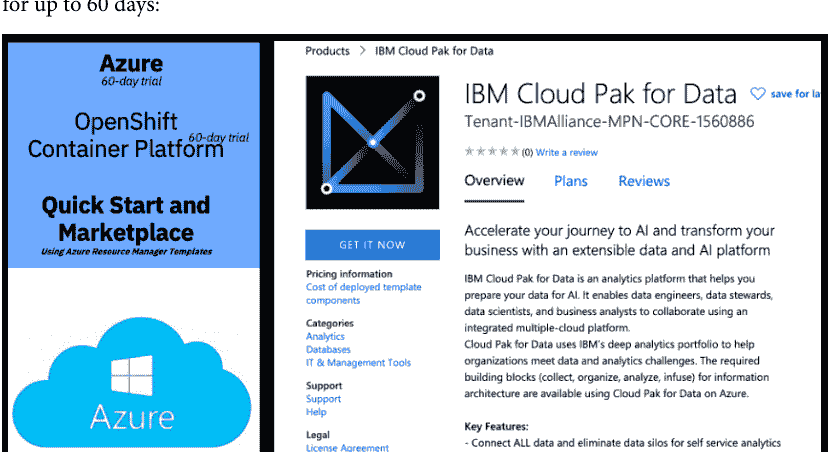 for up to 60 days:
Azure
60-day trial
OpenShift
60-day trial
Container Platform
Quick Start and
Marketplace
Using Azure Resource Manager Templates
Azure
Products > IBM Cloud Pak for Data
GET IT NOW
Pricing information
Cost of deployed template
components
Categories
Analytics
Databases
IT & Management Tools
Support
Support
Help
Legal
License Agreement
IBM Cloud Pak for Data
save for la
Tenant-IBMAlliance-MPN-CORE-1560886
(0) Write a review
Overview Plans Reviews
Accelerate your journey to AI and transform your
business with an extensible data and AI platform
IBM Cloud Pak for Data is an analytics platform that helps you
prepare your data for AI. It enables data engineers, data stewards,
data scientists, and business analysts to collaborate using an
integrated multiple-cloud platform.
Cloud Pak for Data uses IBM's deep analytics portfolio to help
organizations meet data and analytics challenges. The required
building blocks (collect, organize, analyze, infuse) for information
architecture are available using Cloud Pak for Data on Azure.
Key Features:
- Connect ALL data and eliminate data silos for self service analytics